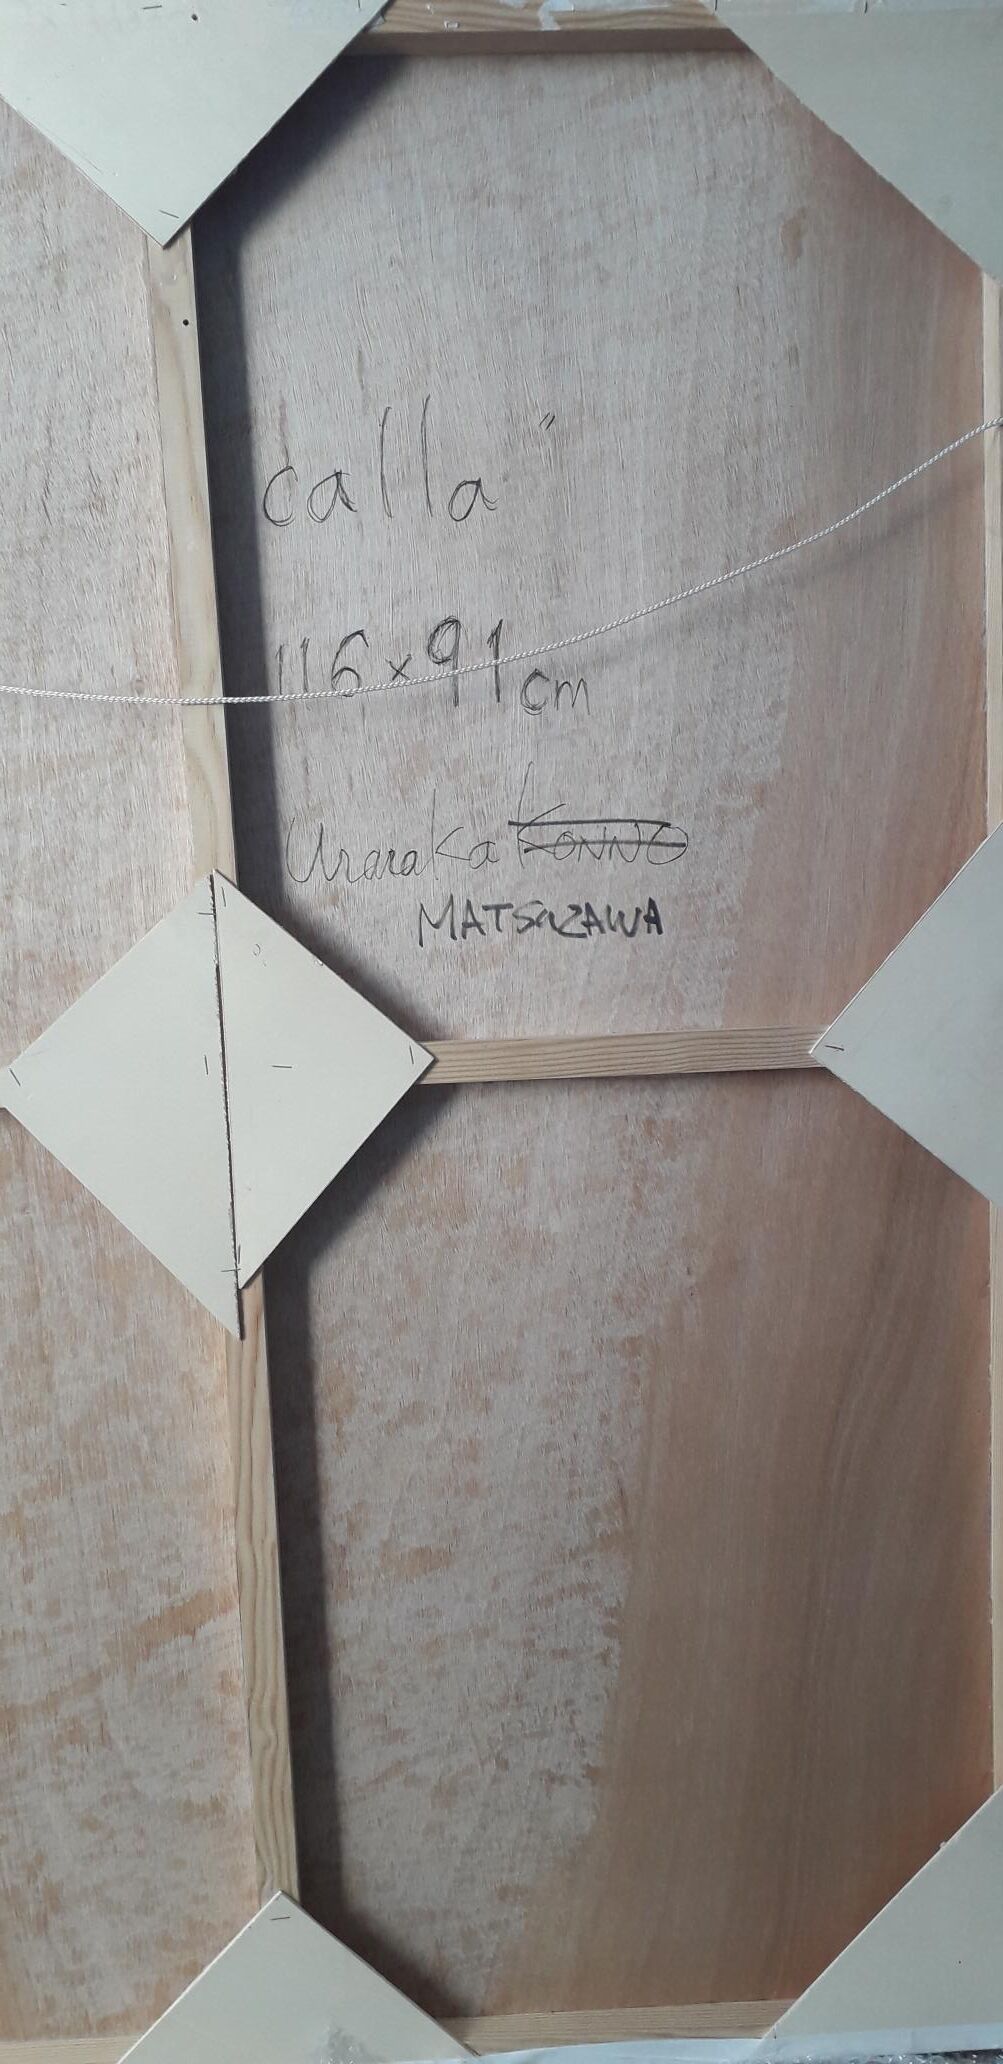 calla"
116×91cm
Uraraka KONNO
MATSUZAWA